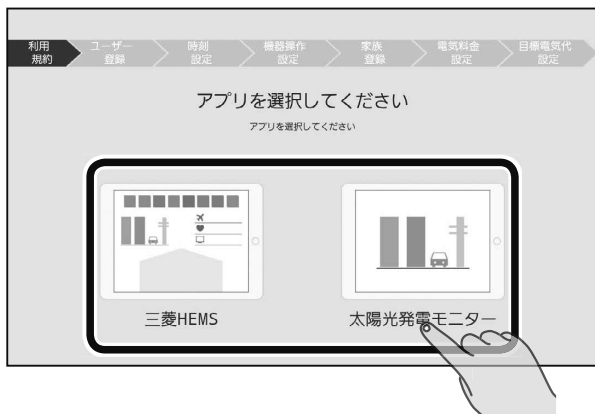 利用
規約
ユーザー
登録
時刻
設定
機器操作
設定
家族
登録
電気料金
設定
目標電気代
設定
アプリを選択してください
アプリを選択してください
三菱HEMS
太陽光発電モニター